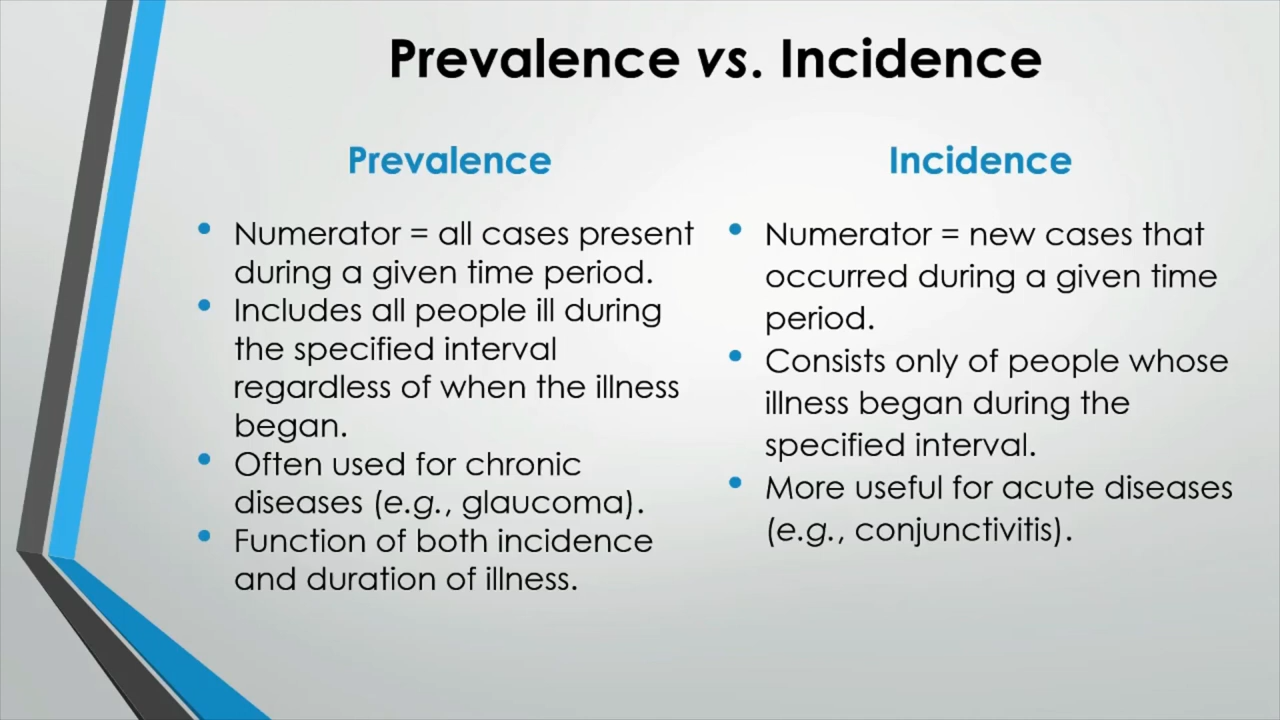 Prevalence vs. Incidence
Prevalence
• Numerator = all cases present
during a given time period.
• Includes all people ill during
the specified interval
regardless of when the illness
began.
• Often used for chronic
diseases (e.g., glaucoma).
• Function of both incidence
and duration of illness.
Incidence
• Numerator = new cases that
occurred during a given time
period.
• Consists only of people whose
illness began during the
specified interval.
• More useful for acute diseases
(e.g., conjunctivitis).